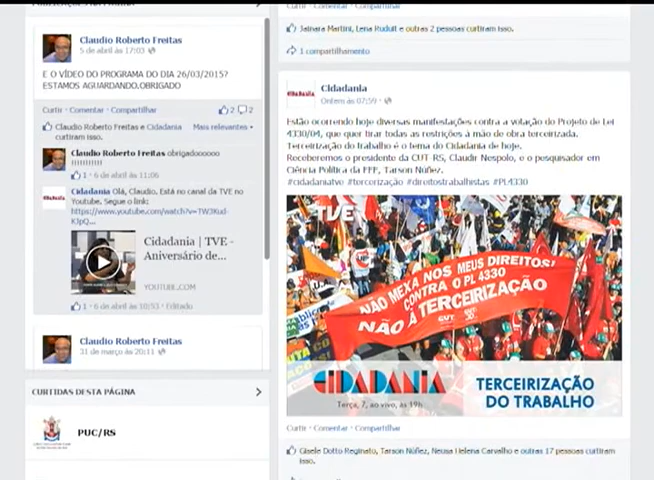 Claudio Roberto Freitas
5 de abril às 17:03
E O VÍDEO DO PROGRAMA DO DIA 26/03/2015?
ESTAMOS AGUARDANDO.OBRIGADO
Curtir · Comentar · Compartilhar
2 2
Claudio Roberto Freitas e Cidadania
curtiram isso.
Mais relevantes
Claudio Roberto Freitas obrigadooooo
!!!!!!!!!!!
1 · 6 de abril às 11:06
Cidadania Olá, Claudio. Está no canal da TVE no
Youtube. Segue o link:
https://www.youtube.com/watch?v=
Cidadania | TVE -
Aniversário de...
YOUTUBE.COM
1 · 6 de abril às 10:53 · Editado
Claudio Roberto Freitas
31 de março às 20:11
CURTIDAS DESTA PÁGINA
PUC/RS
Curtir · Comentar · Compartilhar
Jainara Martini, Lena Ruduit e outras 2 pessoas curtiram isso.
1 compartilhamento
CIDADANIA
Cidadania
Ontem às 07:59
Estão ocorrendo hoje diversas manifestações contra a votação do Projeto de Lei
4330/04, que quer tirar todas as restrições à mão de obra terceirizada.
Terceirização do trabalho é o tema do Cidadania de hoje.
Receberemos o presidente da CUT-RS, Claudir Nespolo, e o pesquisador em
Ciência Política da FFP, Tarson Núñez.
#cidadaniatve #terceirização #direitostrabalhistas #PL4330
TVE
NÃO MEXA NOS MEUS DIREITOS!
CONTRA O PL 4330
NÃO À TERCEIRIZAÇÃO
CUT
CIDADANIA
Terça, 7, ao vivo, às 19h
TERCEIRIZAÇÃO
DO TRABALHO
Curtir · Comentar · Compartilhar
Gisele Dotto Reginato, Tarson Núñez, Neusa Helena Carvalho e outras 17 pessoas curtiram
isso.